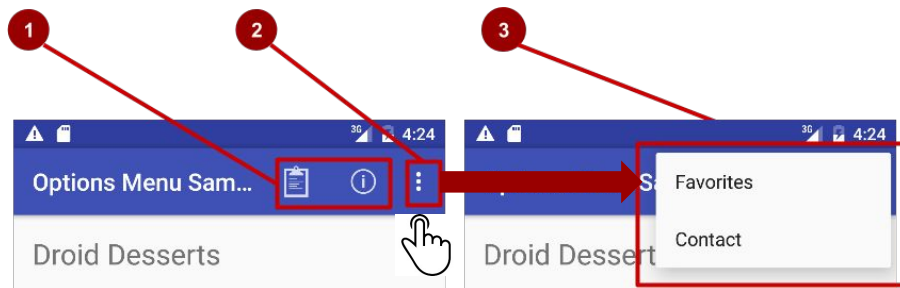 1
2
3
3G 4:24
Options Menu Sam...
Droid Desserts
3G 4:24
S
Favorites
Droid Dessert
Contact